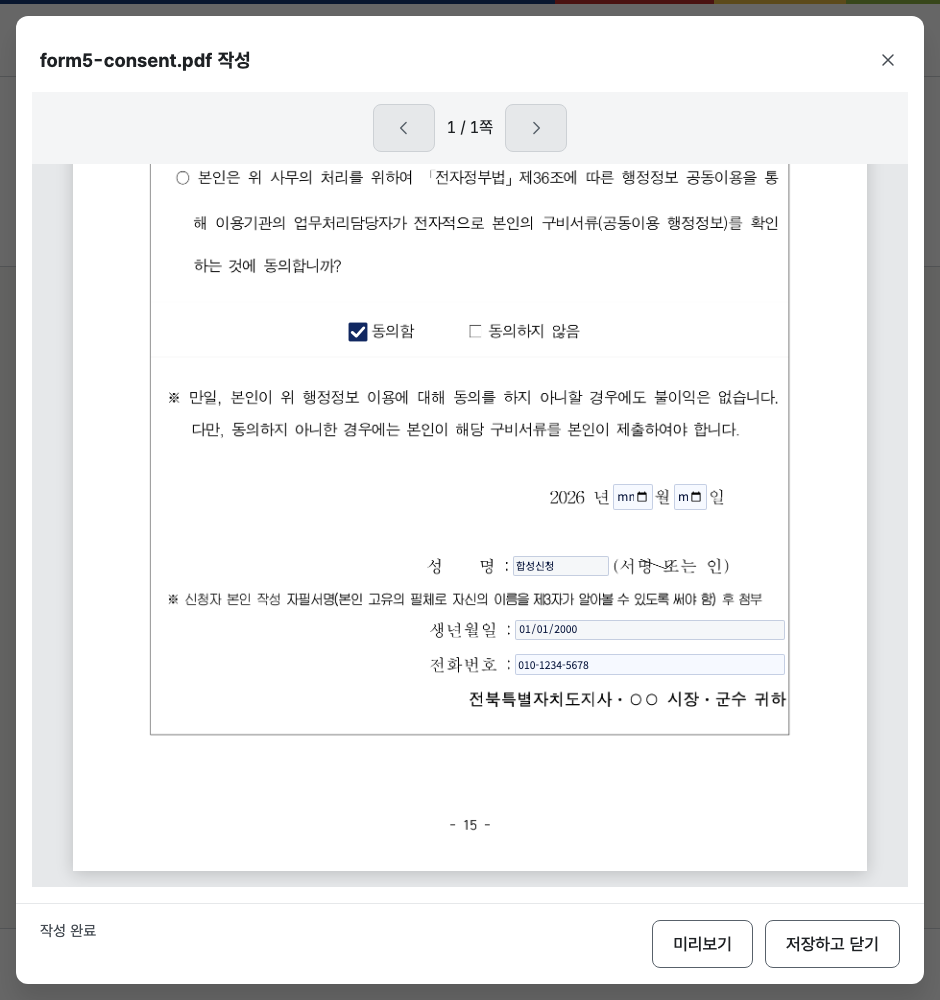 form5-consent.pdf 작성
1 / 1쪽
○ 본인은 위 사무의 처리를 위하여 「전자정부법」제36조에 따른 행정정보 공동이용을 통
해 이용기관의 업무처리담당자가 전자적으로 본인의 구비서류(공동이용 행정정보)를 확인
하는 것에 동의합니까?
동의함 □ 동의하지 않음
※ 만일, 본인이 위 행정정보 이용에 대해 동의를 하지 아니할 경우에도 불이익은 없습니다.
다만, 동의하지 아니한 경우에는 본인이 해당 구비서류를 본인이 제출하여야 합니다.
2026 년 mm 월 m 일
성 명 : 합성신청 (서명 또는 인)
※ 신청자 본인 작성 자필서명(본인 고유의 필체로 자신의 이름을 제3자가 알아볼 수 있도록 써야 함) 후 첨부
생년월일 : 01/01/2000
전화번호 : 010-1234-5678
전북특별자치도지사・○○ 시장・군수 귀하
- 15 -
작성 완료
미리보기
저장하고 닫기